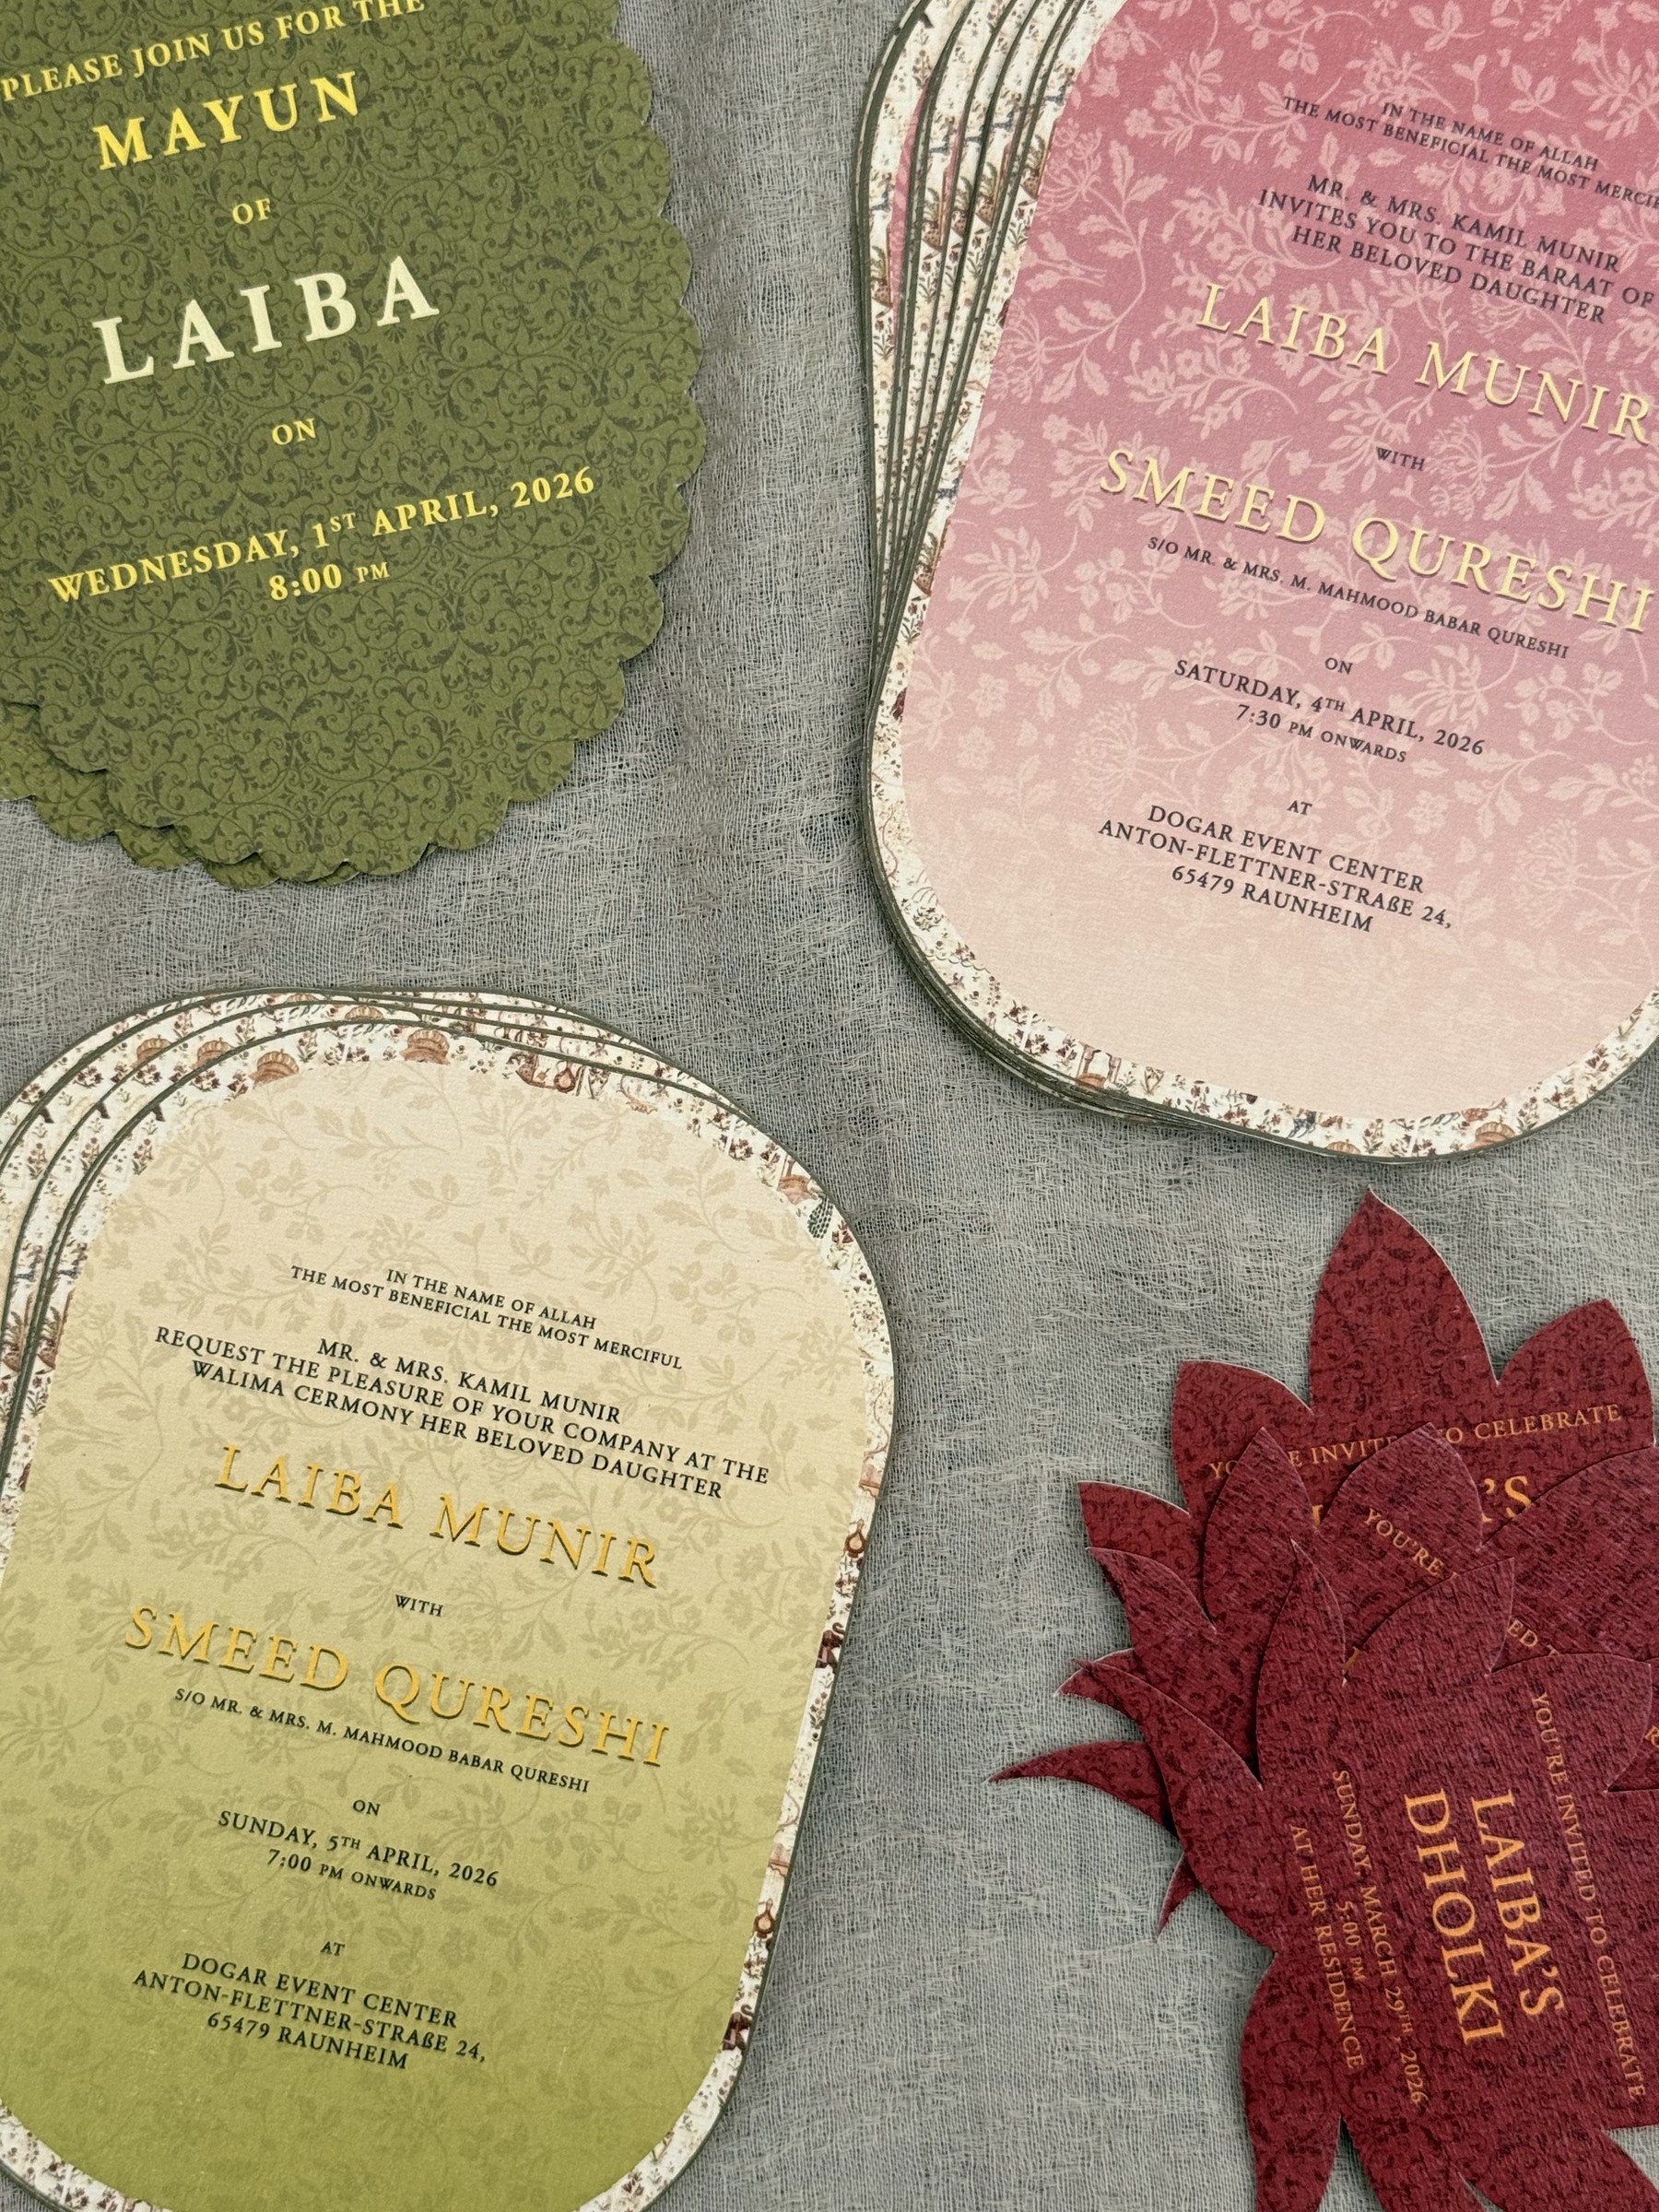 PLEASE JOIN US FOR THE
MAYUN
OF
LAIBA
ON
WEDNESDAY, 1ST APRIL, 2026
8:00 PM
IN THE NAME OF ALLAH
THE MOST BENEFICIAL THE MOST
MR. & MRS. KAMIL MUNIR
INVITES YOU TO THE BARAAT OF
HER BELOVED DAUGHTER
LAIBA MUNIR
WITH
SMEED QURESHI
S/O MR. & MRS. M. MAHMOOD BABAR QURESHI
ON
SATURDAY, 4TH APRIL, 2026
7:30 PM ONWARDS
AT
DOGAR EVENT CENTER
ANTON-FLETTNER-STRAßE 24,
65479 RAUNHEIM
IN THE NAME OF ALLAH
THE MOST BENEFICIAL THE MOST MERCIFUL
MR. & MRS. KAMIL MUNIR
REQUEST THE PLEASURE OF YOUR COMPANY AT THE
WALIMA CERMONY HER BELOVED DAUGHTER
LAIBA MUNIR
WITH
SMEED QURESHI
S/O MR. & MRS. M. MAHMOOD BABAR QURESHI
ON
SUNDAY, 5TH APRIL, 2026
7:00 PM ONWARDS
AT
DOGAR EVENT CENTER
ANTON-FLETTNER-STRAßE 24,
65479 RAUNHEIM
CELEBRATE
YOU'RE
YOU'RE INVITED TO CELEBRATE
LAIBA'S
DHOLKI
SUNDAY, MARCH 29TH, 2026
5:00 PM
AT HER RESIDENCE